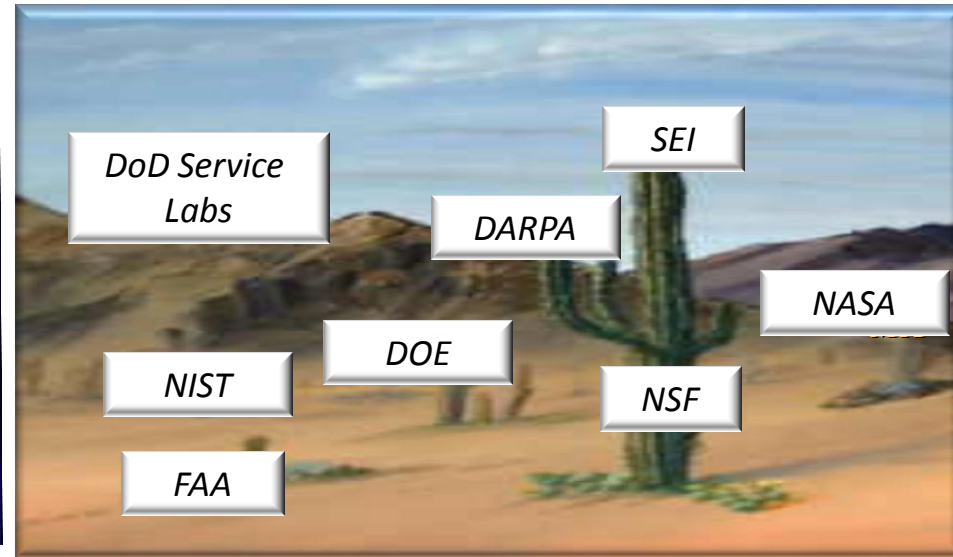 SEI
DoD Service
Labs
DARPA
NASA
DOE
NIST
NSF
FAA